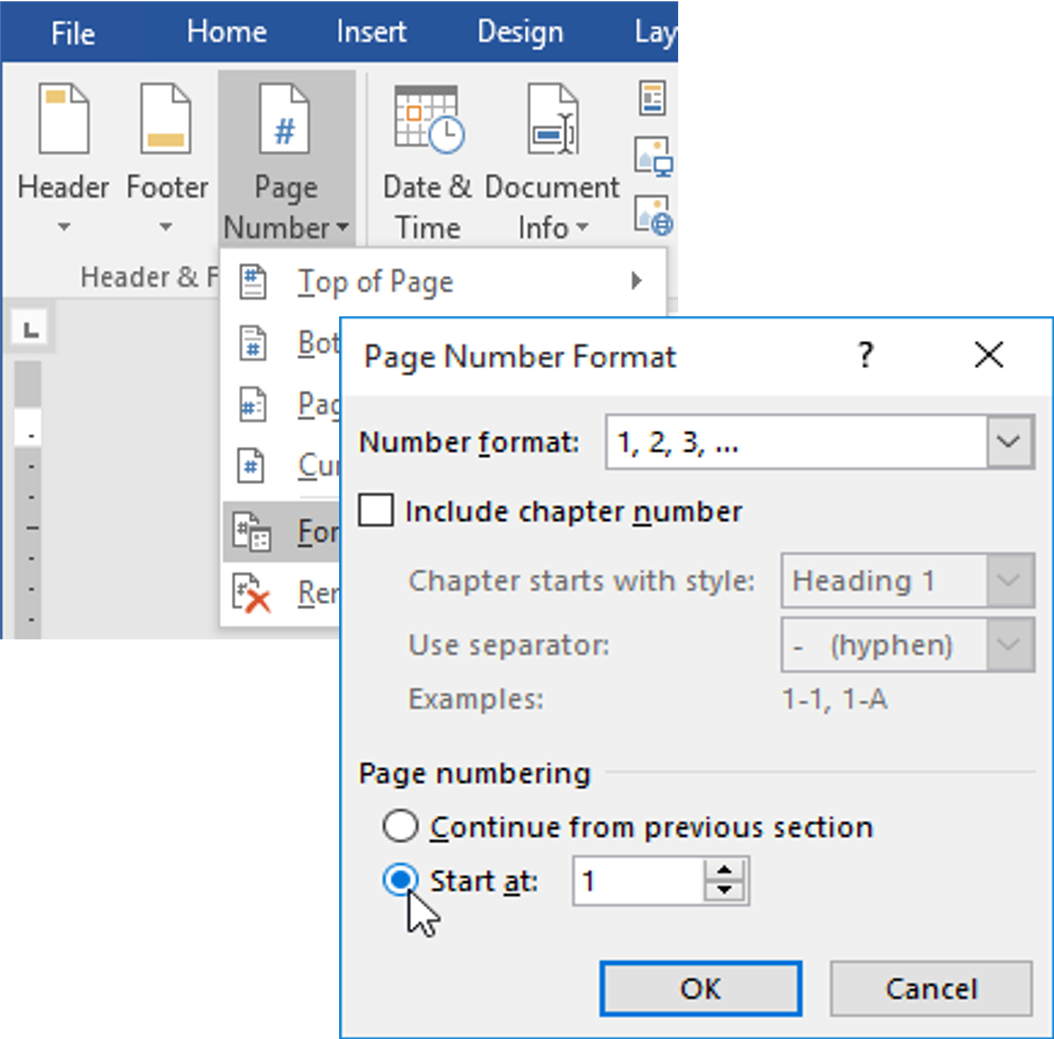 File Home Insert Design Lay
Header Footer Page Number Date & Time Document Info
Header & F
Top of Page
Bot
Pag
Cur
For
Rer
Page Number Format ? X
Number format: 1, 2, 3, ...
Include chapter number
Chapter starts with style: Heading 1
Use separator: - (hyphen)
Examples: 1-1, 1-A
Page numbering
Continue from previous section
Start at: 1
OK Cancel